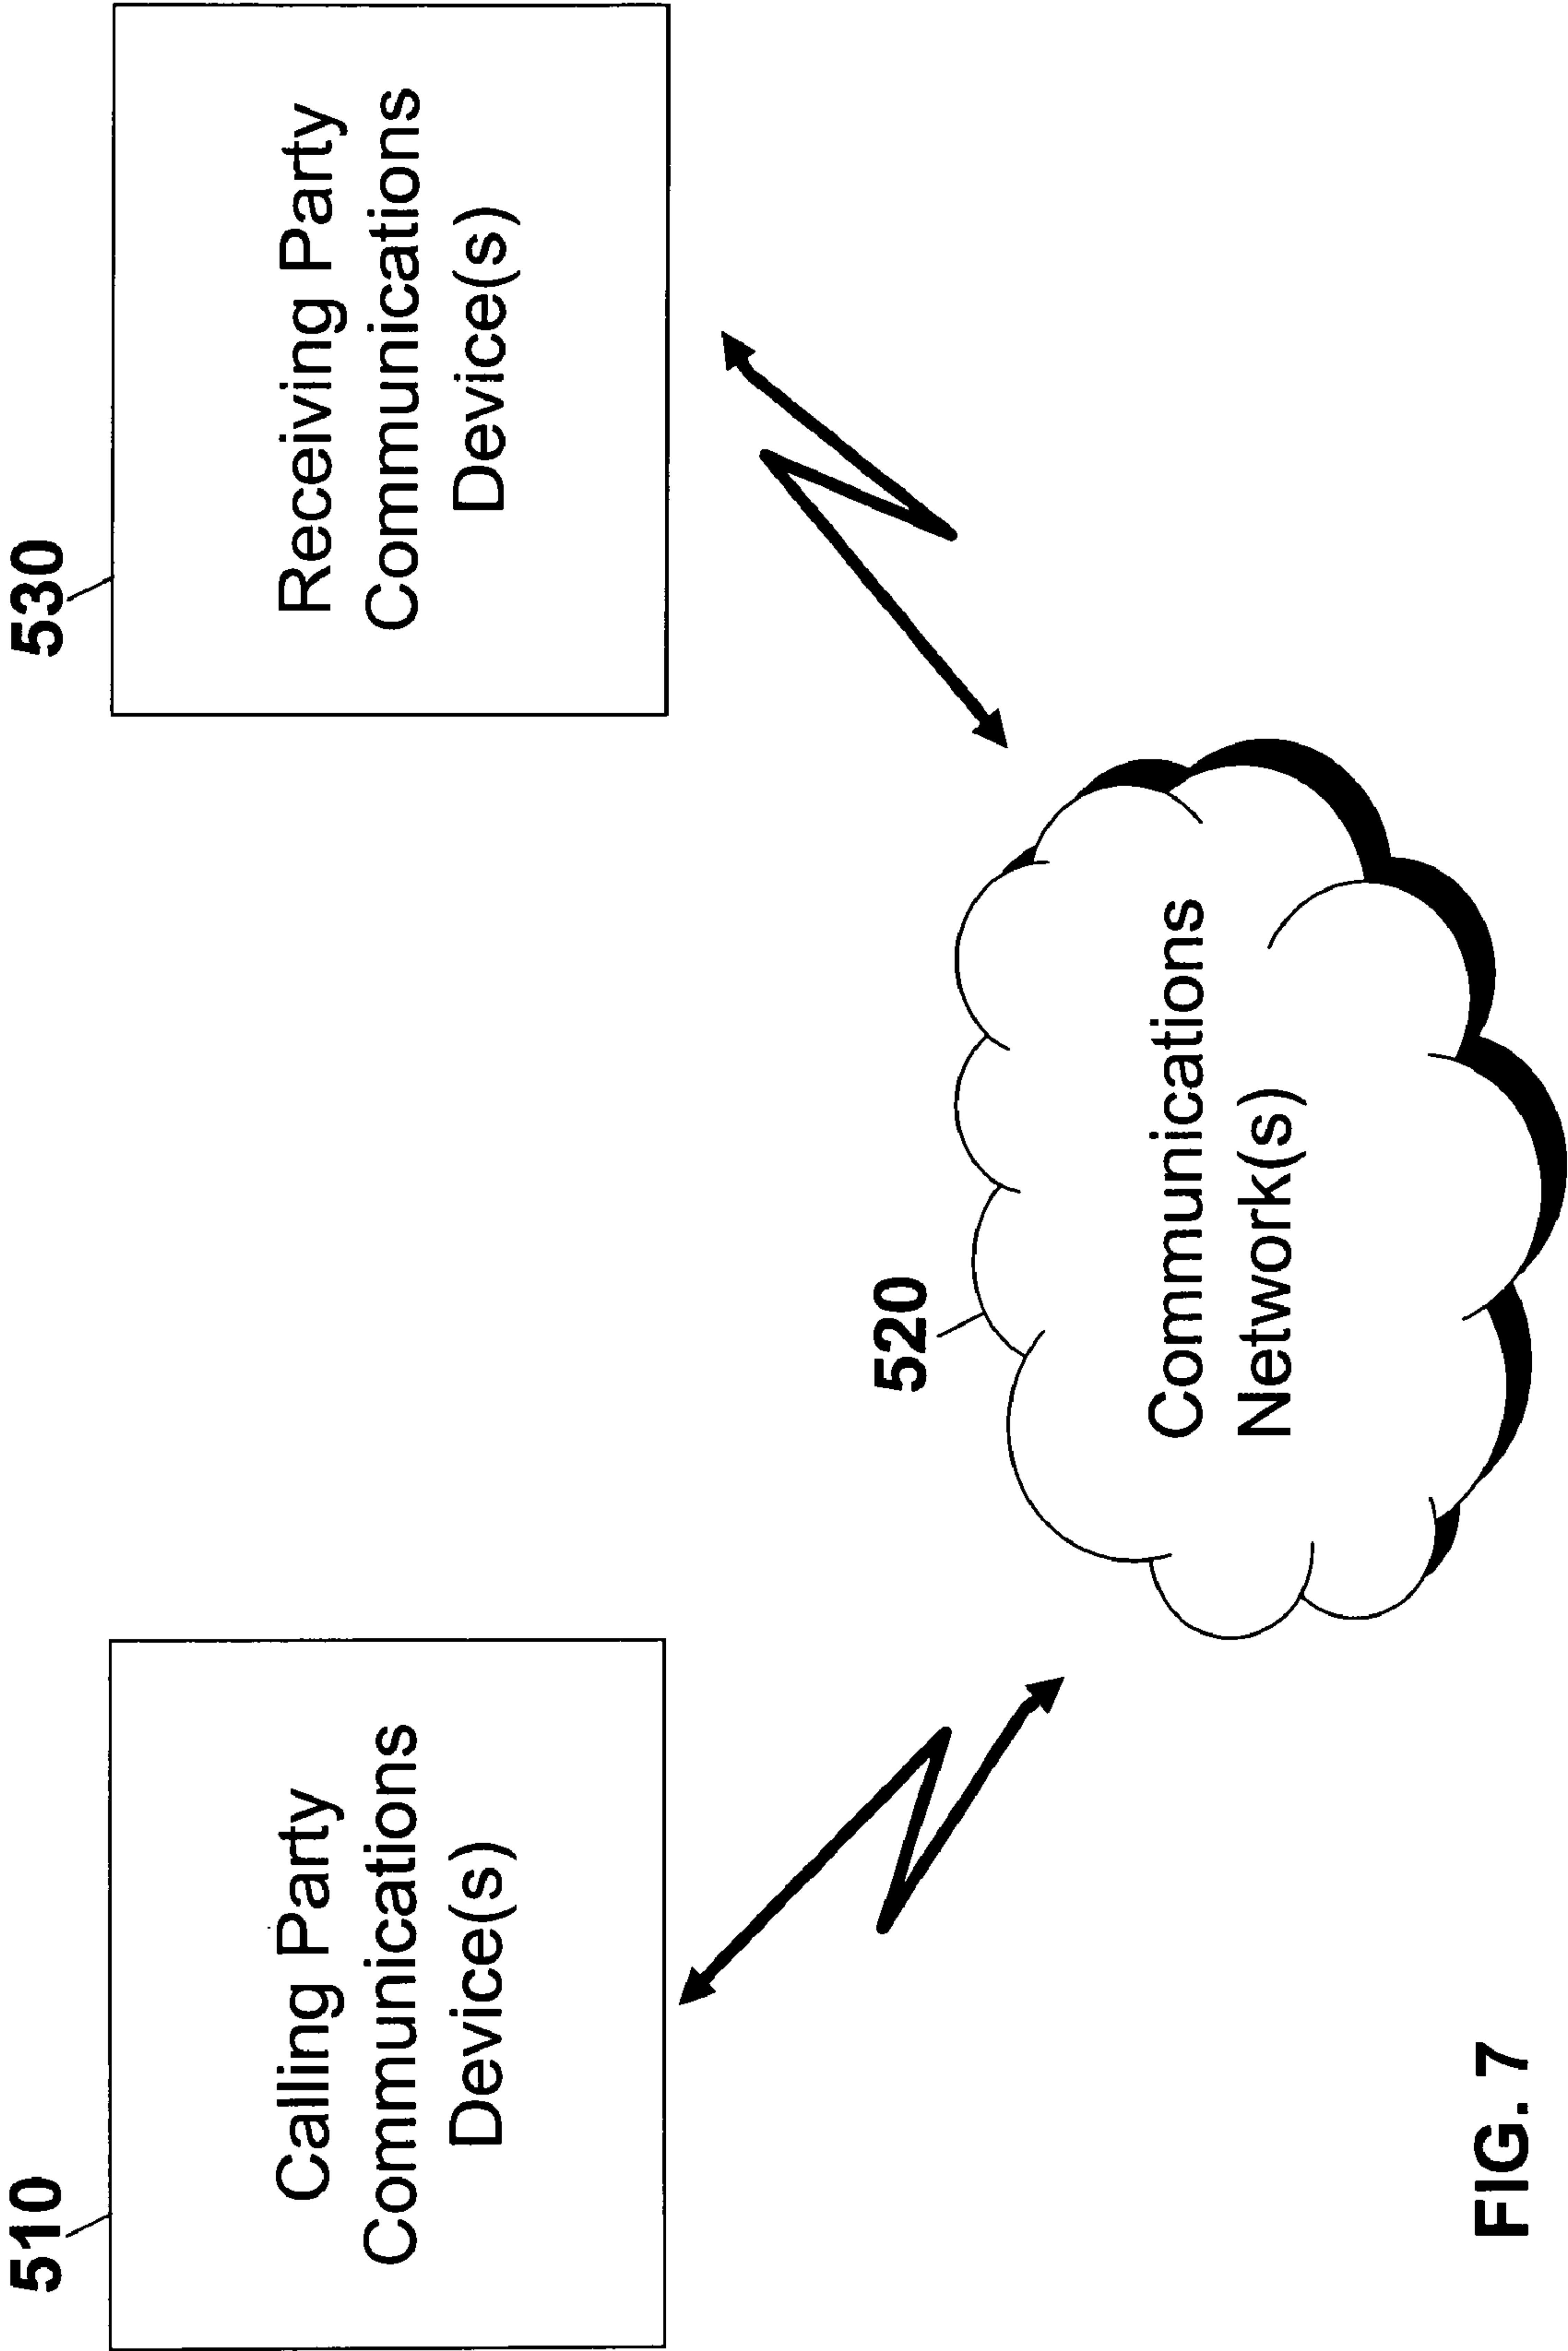 510
Calling Party
Communications
Device(s)
530
Receiving Party
Communications
Device(s)
520
Communications
Network(s)
FIG. 7